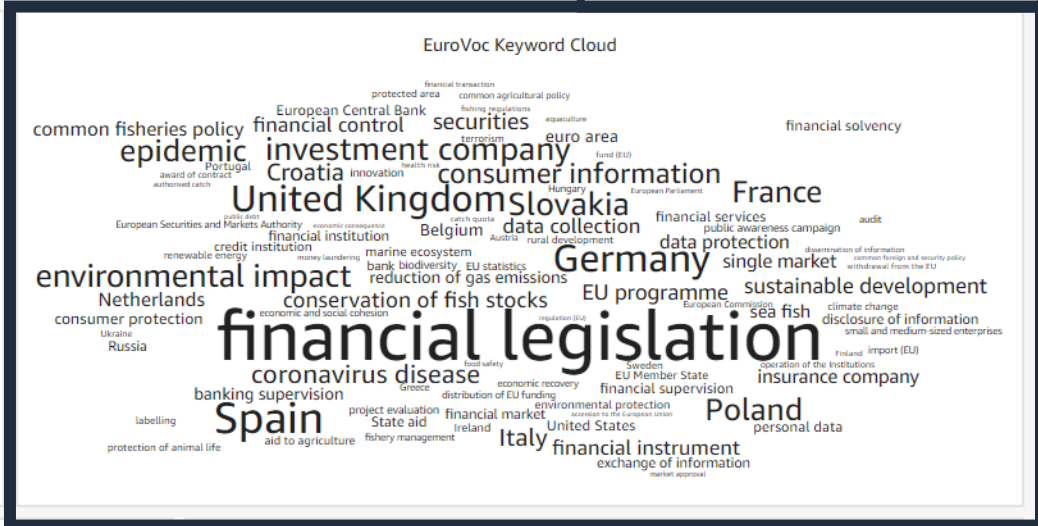 EuroVoc Keyword Cloud
financial transaction
protected area
common agricultural policy
European Central Bank
fishing regulations
common fisheries policy
financial control
securities
aquaculture
financial solvency
epidemic
investment company
terrorism
euro area
Portugal
health risk
fund (EU)
award of contract
Croatia
innovation
consumer information
authorised catch
United Kingdom
Slovakia
Hungary
European Parliament
France
public debt
European Securities and Markets Authority
economic consequence
catch quota
data collection
financial services
audit
financial institution
Belgium
Austria
rural development
public awareness campaign
credit institution
data protection
renewable energy
money laundering
marine ecosystem
dissemination of information
bank
biodiversity
EU statistics
Germany
single market
common foreign and security policy
withdrawal from the EU
environmental impact
reduction of gas emissions
sustainable development
Netherlands
conservation of fish stocks
EU programme
European Commission
climate change
consumer protection
economic and social cohesion
regulation (EU)
sea fish
disclosure of information
Ukraine
small and medium-sized enterprises
Russia
financial legislation
Finland
import (EU)
food safety
Sweden
operation of the Institutions
coronavirus disease
EU Member State
insurance company
Greece
economic recovery
financial supervision
banking supervision
distribution of EU funding
environmental protection
Spain
project evaluation
financial market
accession to the European Union
Poland
labelling
State aid
Ireland
United States
personal data
aid to agriculture
fishery management
Italy
protection of animal life
financial instrument
exchange of information
market approval